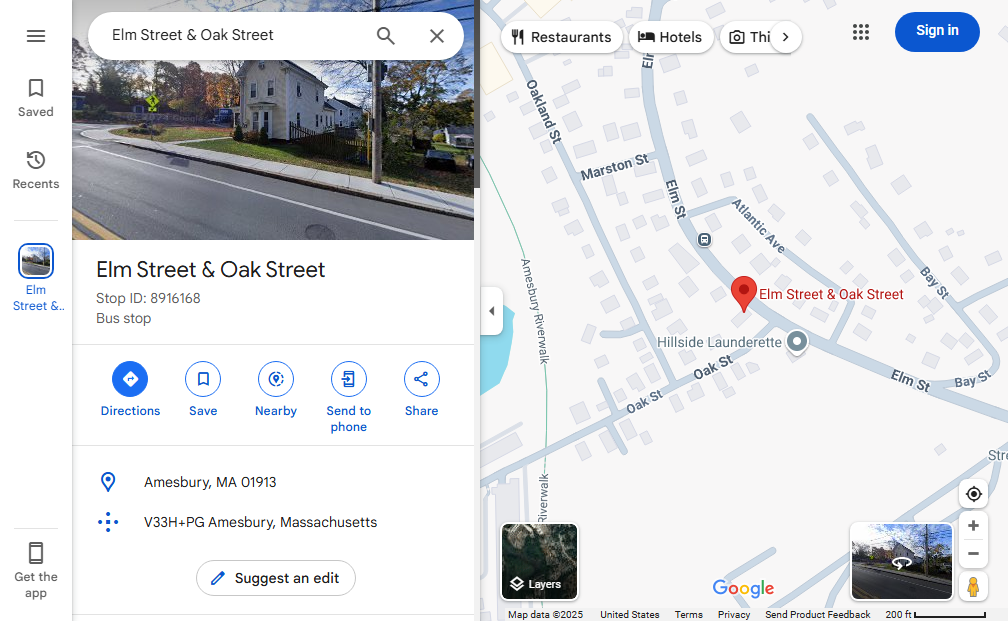 Elm Street & Oak Street
Saved
Recents
Elm
Street &..
Get the
app
© 2024 Google
Elm Street & Oak Street
Stop ID: 8916168
Bus stop
Directions
Save
Nearby
Send to
phone
Share
Amesbury, MA 01913
V33H+PG Amesbury, Massachusetts
Suggest an edit
Restaurants
Hotels
Thi
Sign in
Elm
Oakland St
Marston St
Elm St
Atlantic Ave
Bay St
Amesbury Riverwalk
Elm Street & Oak Street
Hillside Launderette
Oak St
Elm St
Bay St
Oak St
Stre
Riverwalk
Layers
Google
Map data ©2025
United States
Terms
Privacy
Send Product Feedback
200 ft